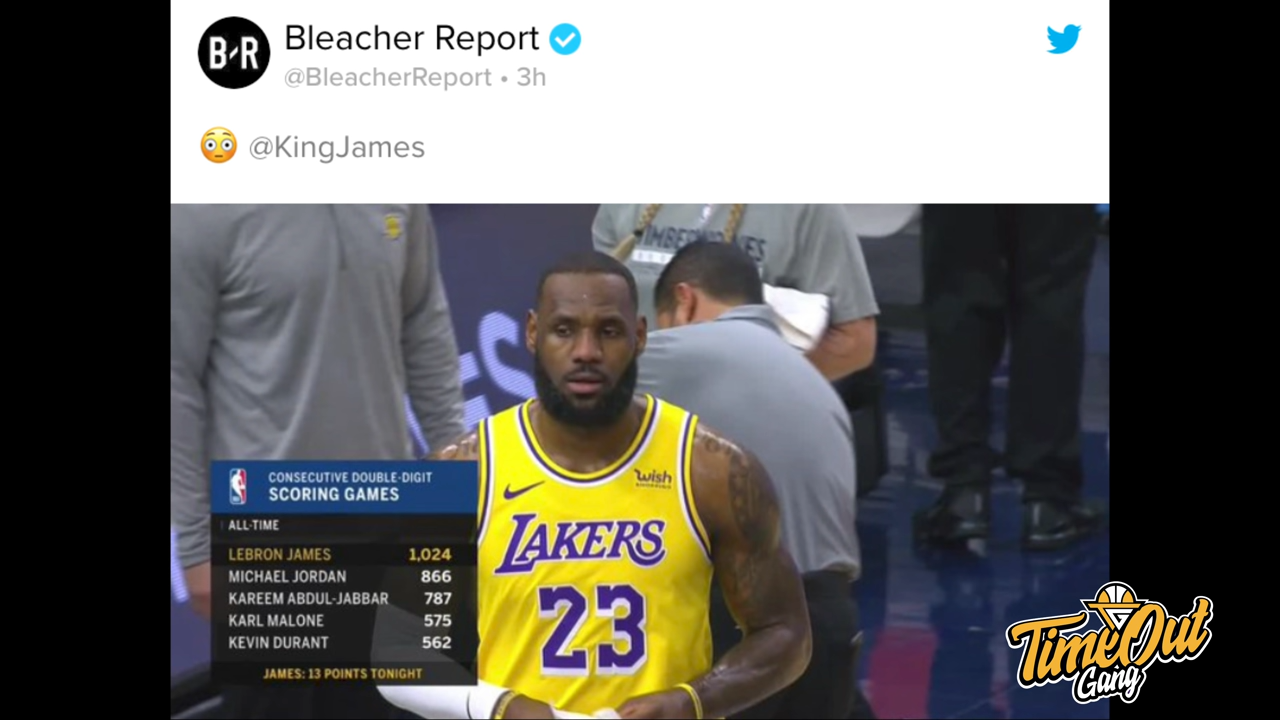 B/R
Bleacher Report
@BleacherReport • 3h
😳 @KingJames
wish
LAKERS
23
CONSECUTIVE DOUBLE-DIGIT
SCORING GAMES
ALL-TIME
LEBRON JAMES 1,024
MICHAEL JORDAN 866
KAREEM ABDUL-JABBAR 787
KARL MALONE 575
KEVIN DURANT 562
JAMES: 13 POINTS TONIGHT
TimeOut
Gang